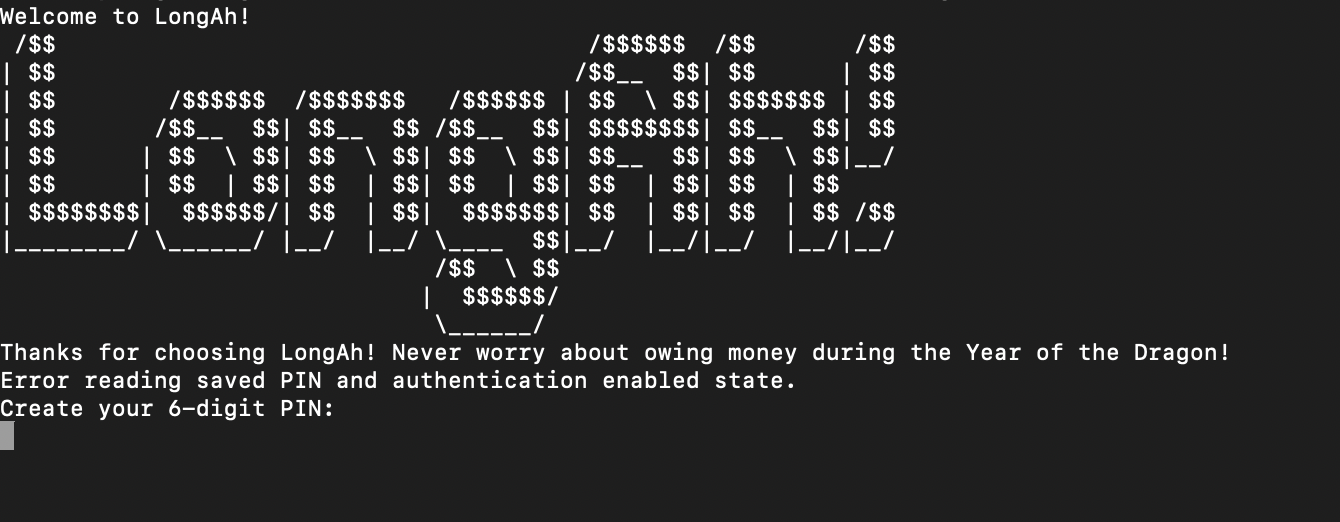 Welcome to LongAh!
 /$$                                      /$$$$$$  /$$       /$$
| $$                                     /$$__  $$| $$      | $$
| $$        /$$$$$$  /$$$$$$$   /$$$$$$ | $$  \ $$| $$$$$$$ | $$
| $$       /$$__  $$| $$__  $$ /$$__  $$| $$$$$$$$| $$__  $$| $$
| $$      | $$  \ $$| $$  \ $$| $$  \ $$| $$__  $$| $$  \ $$|__/
| $$      | $$  | $$| $$  | $$| $$  | $$| $$  | $$| $$  | $$
| $$$$$$$$|  $$$$$$/| $$  | $$|  $$$$$$$| $$  | $$| $$  | $$ /$$
|________/ \______/ |__/  |__/ \____  $$|__/  |__/|__/  |__/|__/
                               /$$  \ $$
                              |  $$$$$$/
                               \______/
Thanks for choosing LongAh! Never worry about owing money during the Year of the Dragon!
Error reading saved PIN and authentication enabled state.
Create your 6-digit PIN: